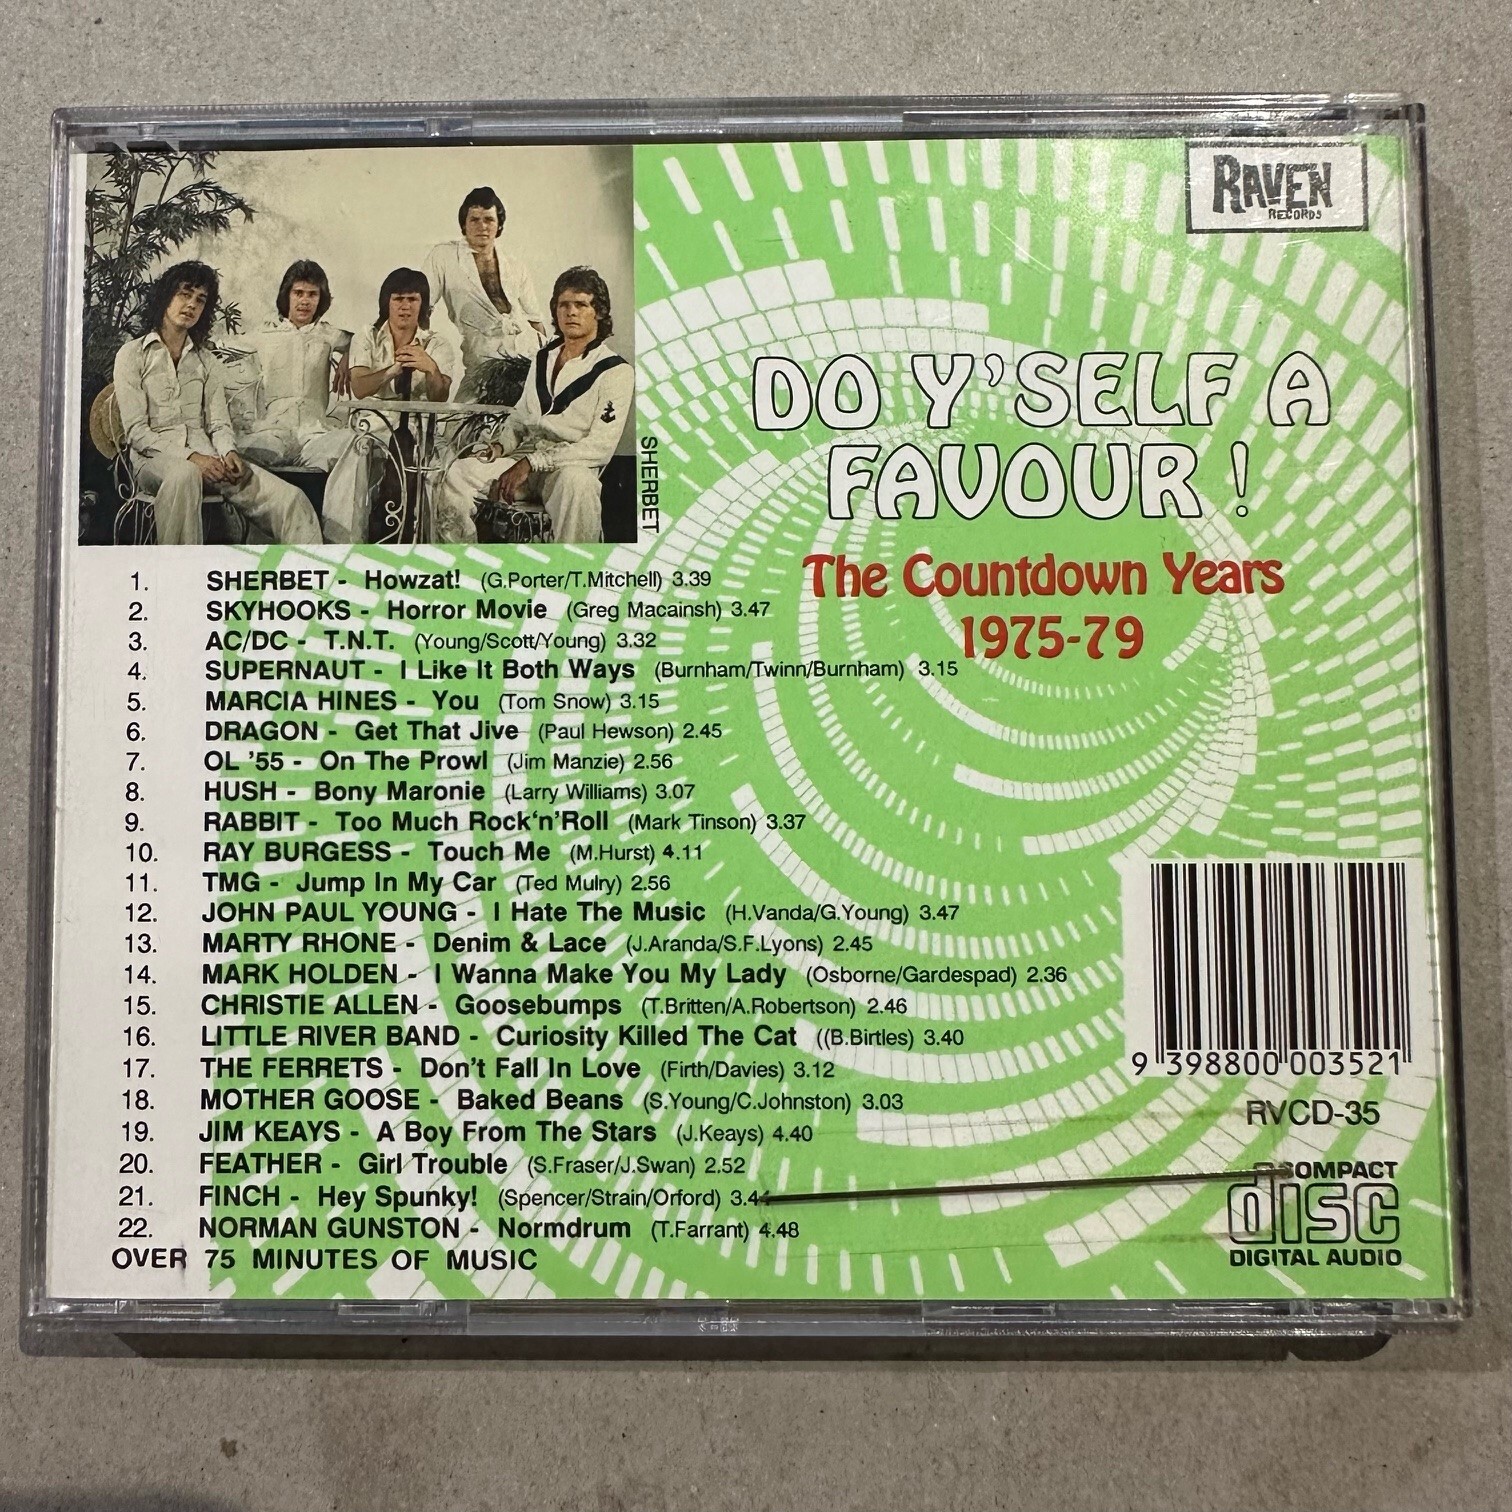 RAVEN
RECORDS
DO Y'SELF A
FAVOUR !
The Countdown Years
1975-79
SHERBET
1. SHERBET - Howzat! (G.Porter/T.Mitchell) 3.39
2. SKYHOOKS - Horror Movie (Greg Macainsh) 3.47
3. AC/DC - T.N.T. (Young/Scott/Young) 3.32
4. SUPERNAUT - I Like It Both Ways (Burnham/Twinn/Burnham) 3.15
5. MARCIA HINES - You (Tom Snow) 3.15
6. DRAGON - Get That Jive (Paul Hewson) 2.45
7. OL '55 - On The Prowl (Jim Manzie) 2.56
8. HUSH - Bony Maronie (Larry Williams) 3.07
9. RABBIT - Too Much Rock'n'Roll (Mark Tinson) 3.37
10. RAY BURGESS - Touch Me (M.Hurst) 4.11
11. TMG - Jump In My Car (Ted Mulry) 2.56
12. JOHN PAUL YOUNG - I Hate The Music (H.Vanda/G.Young) 3.47
13. MARTY RHONE - Denim & Lace (J.Aranda/S.F.Lyons) 2.45
14. MARK HOLDEN - I Wanna Make You My Lady (Osborne/Gardespad) 2.36
15. CHRISTIE ALLEN - Goosebumps (T.Britten/A.Robertson) 2.46
16. LITTLE RIVER BAND - Curiosity Killed The Cat ((B.Birtles) 3.40
17. THE FERRETS - Don't Fall In Love (Firth/Davies) 3.12
18. MOTHER GOOSE - Baked Beans (S.Young/C.Johnston) 3.03
19. JIM KEAYS - A Boy From The Stars (J.Keays) 4.40
20. FEATHER - Girl Trouble (S.Fraser/J.Swan) 2.52
21. FINCH - Hey Spunky! (Spencer/Strain/Orford)
22. NORMAN GUNSTON - Normdrum (T.Farrant) 4.48
OVER 75 MINUTES OF MUSIC
9 398800 003521
RVCD-35
COMPACT
disc
DIGITAL AUDIO